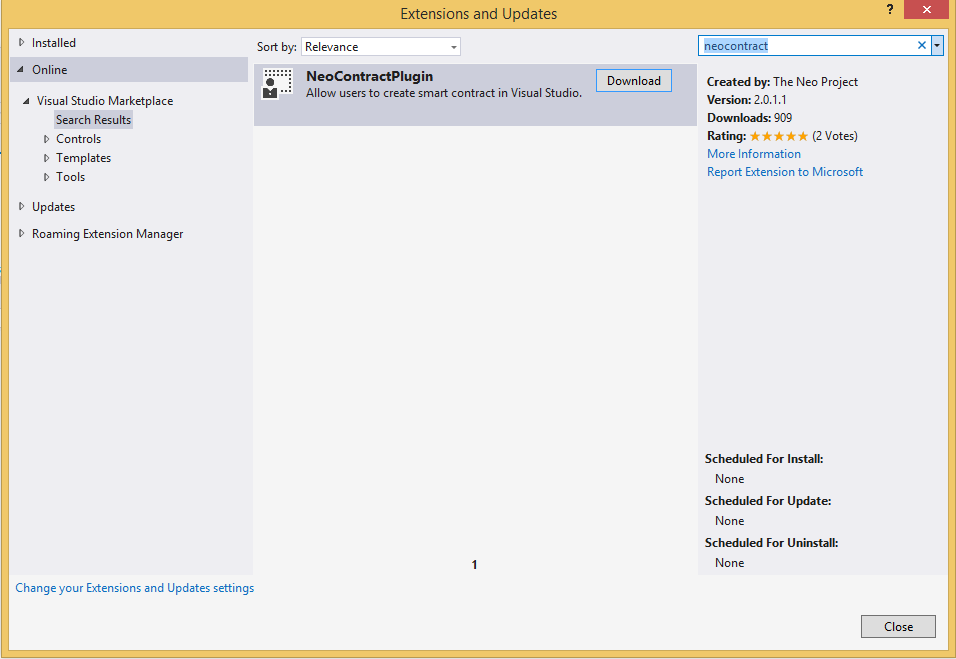 Extensions and Updates
?
Installed
Online
Visual Studio Marketplace
Search Results
Controls
Templates
Tools
Updates
Roaming Extension Manager
Change your Extensions and Updates settings
Sort by: Relevance
NeoContractPlugin
Allow users to create smart contract in Visual Studio.
Download
1
neocontract
Created by: The Neo Project
Version: 2.0.1.1
Downloads: 909
Rating: ★★★★★ (2 Votes)
More Information
Report Extension to Microsoft
Scheduled For Install:
None
Scheduled For Update:
None
Scheduled For Uninstall:
None
Close